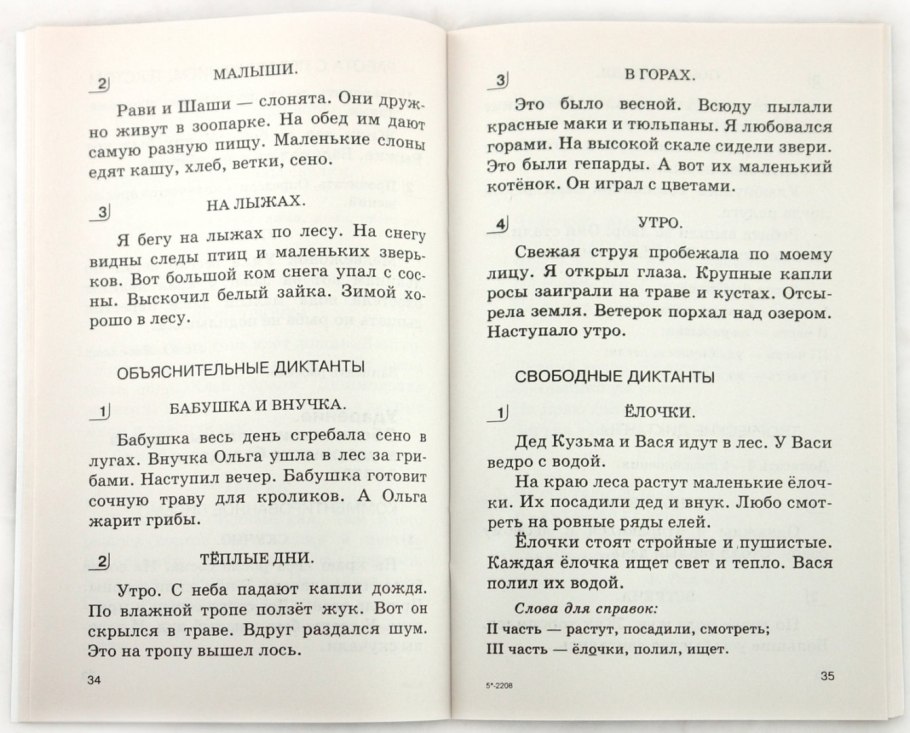 2 МАЛЫШИ.
Рави и Шаши — слонята. Они друж-
но живут в зоопарке. На обед им дают
самую разную пищу. Маленькие слоны
едят кашу, хлеб, ветки, сено.
3 НА ЛЫЖАХ.
Я бегу на лыжах по лесу. На снегу
видны следы птиц и маленьких зверь-
ков. Вот большой ком снега упал с сос-
ны. Выскочил белый зайка. Зимой хо-
рошо в лесу.
ОБЪЯСНИТЕЛЬНЫЕ ДИКТАНТЫ
1 БАБУШКА И ВНУЧКА.
Бабушка весь день сгребала сено в
лугах. Внучка Ольга ушла в лес за гри-
бами. Наступил вечер. Бабушка готовит
сочную траву для кроликов. А Ольга
жарит грибы.
2 ТЁПЛЫЕ ДНИ.
Утро. С неба падают капли дождя.
По влажной тропе ползёт жук. Вот он
скрылся в траве. Вдруг раздался шум.
Это на тропу вышел лось.
34
3 В ГОРАХ.
Это было весной. Всюду пылали
красные маки и тюльпаны. Я любовался
горами. На высокой скале сидели звери.
Это были гепарды. А вот их маленький
котёнок. Он играл с цветами.
4 УТРО.
Свежая струя пробежала по моему
лицу. Я открыл глаза. Крупные капли
росы заиграли на траве и кустах. Отсы-
рела земля. Ветерок порхал над озером.
Наступало утро.
СВОБОДНЫЕ ДИКТАНТЫ
1 ЁЛОЧКИ.
Дед Кузьма и Вася идут в лес. У Васи
ведро с водой.
На краю леса растут маленькие ёлоч-
ки. Их посадили дед и внук. Любо смот-
реть на ровные ряды елей.
Ёлочки стоят стройные и пушистые.
Каждая ёлочка ищет свет и тепло. Вася
полил их водой.
Слова для справок:
II часть — растут, посадили, смотреть;
III часть — ёлочки, полил, ищет.
5*-2208
35